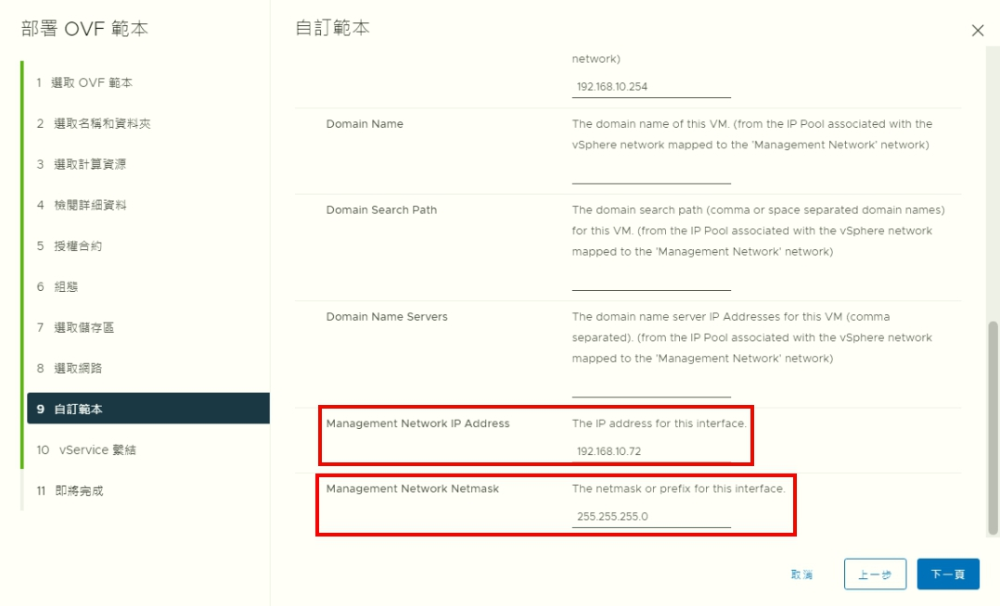 部署 OVF 範本
1 選取 OVF 範本
2 選取名稱和資料夾
3 選取計算資源
4 檢閱詳細資料
5 授權合約
6 組態
7 選取儲存區
8 選取網路
9 自訂範本
10 vService 繫結
11 即將完成
自訂範本
network)
192.168.10.254
Domain Name
The domain name of this VM. (from the IP Pool associated with the
vSphere network mapped to the 'Management Network' network)
Domain Search Path
The domain search path (comma or space separated domain names)
for this VM. (from the IP Pool associated with the vSphere network
mapped to the 'Management Network' network)
Domain Name Servers
The domain name server IP Addresses for this VM (comma
separated). (from the IP Pool associated with the vSphere network
mapped to the 'Management Network' network)
Management Network IP Address
The IP address for this interface.
192.168.10.72
Management Network Netmask
The netmask or prefix for this interface.
255.255.255.0
取消
上一步
下一頁